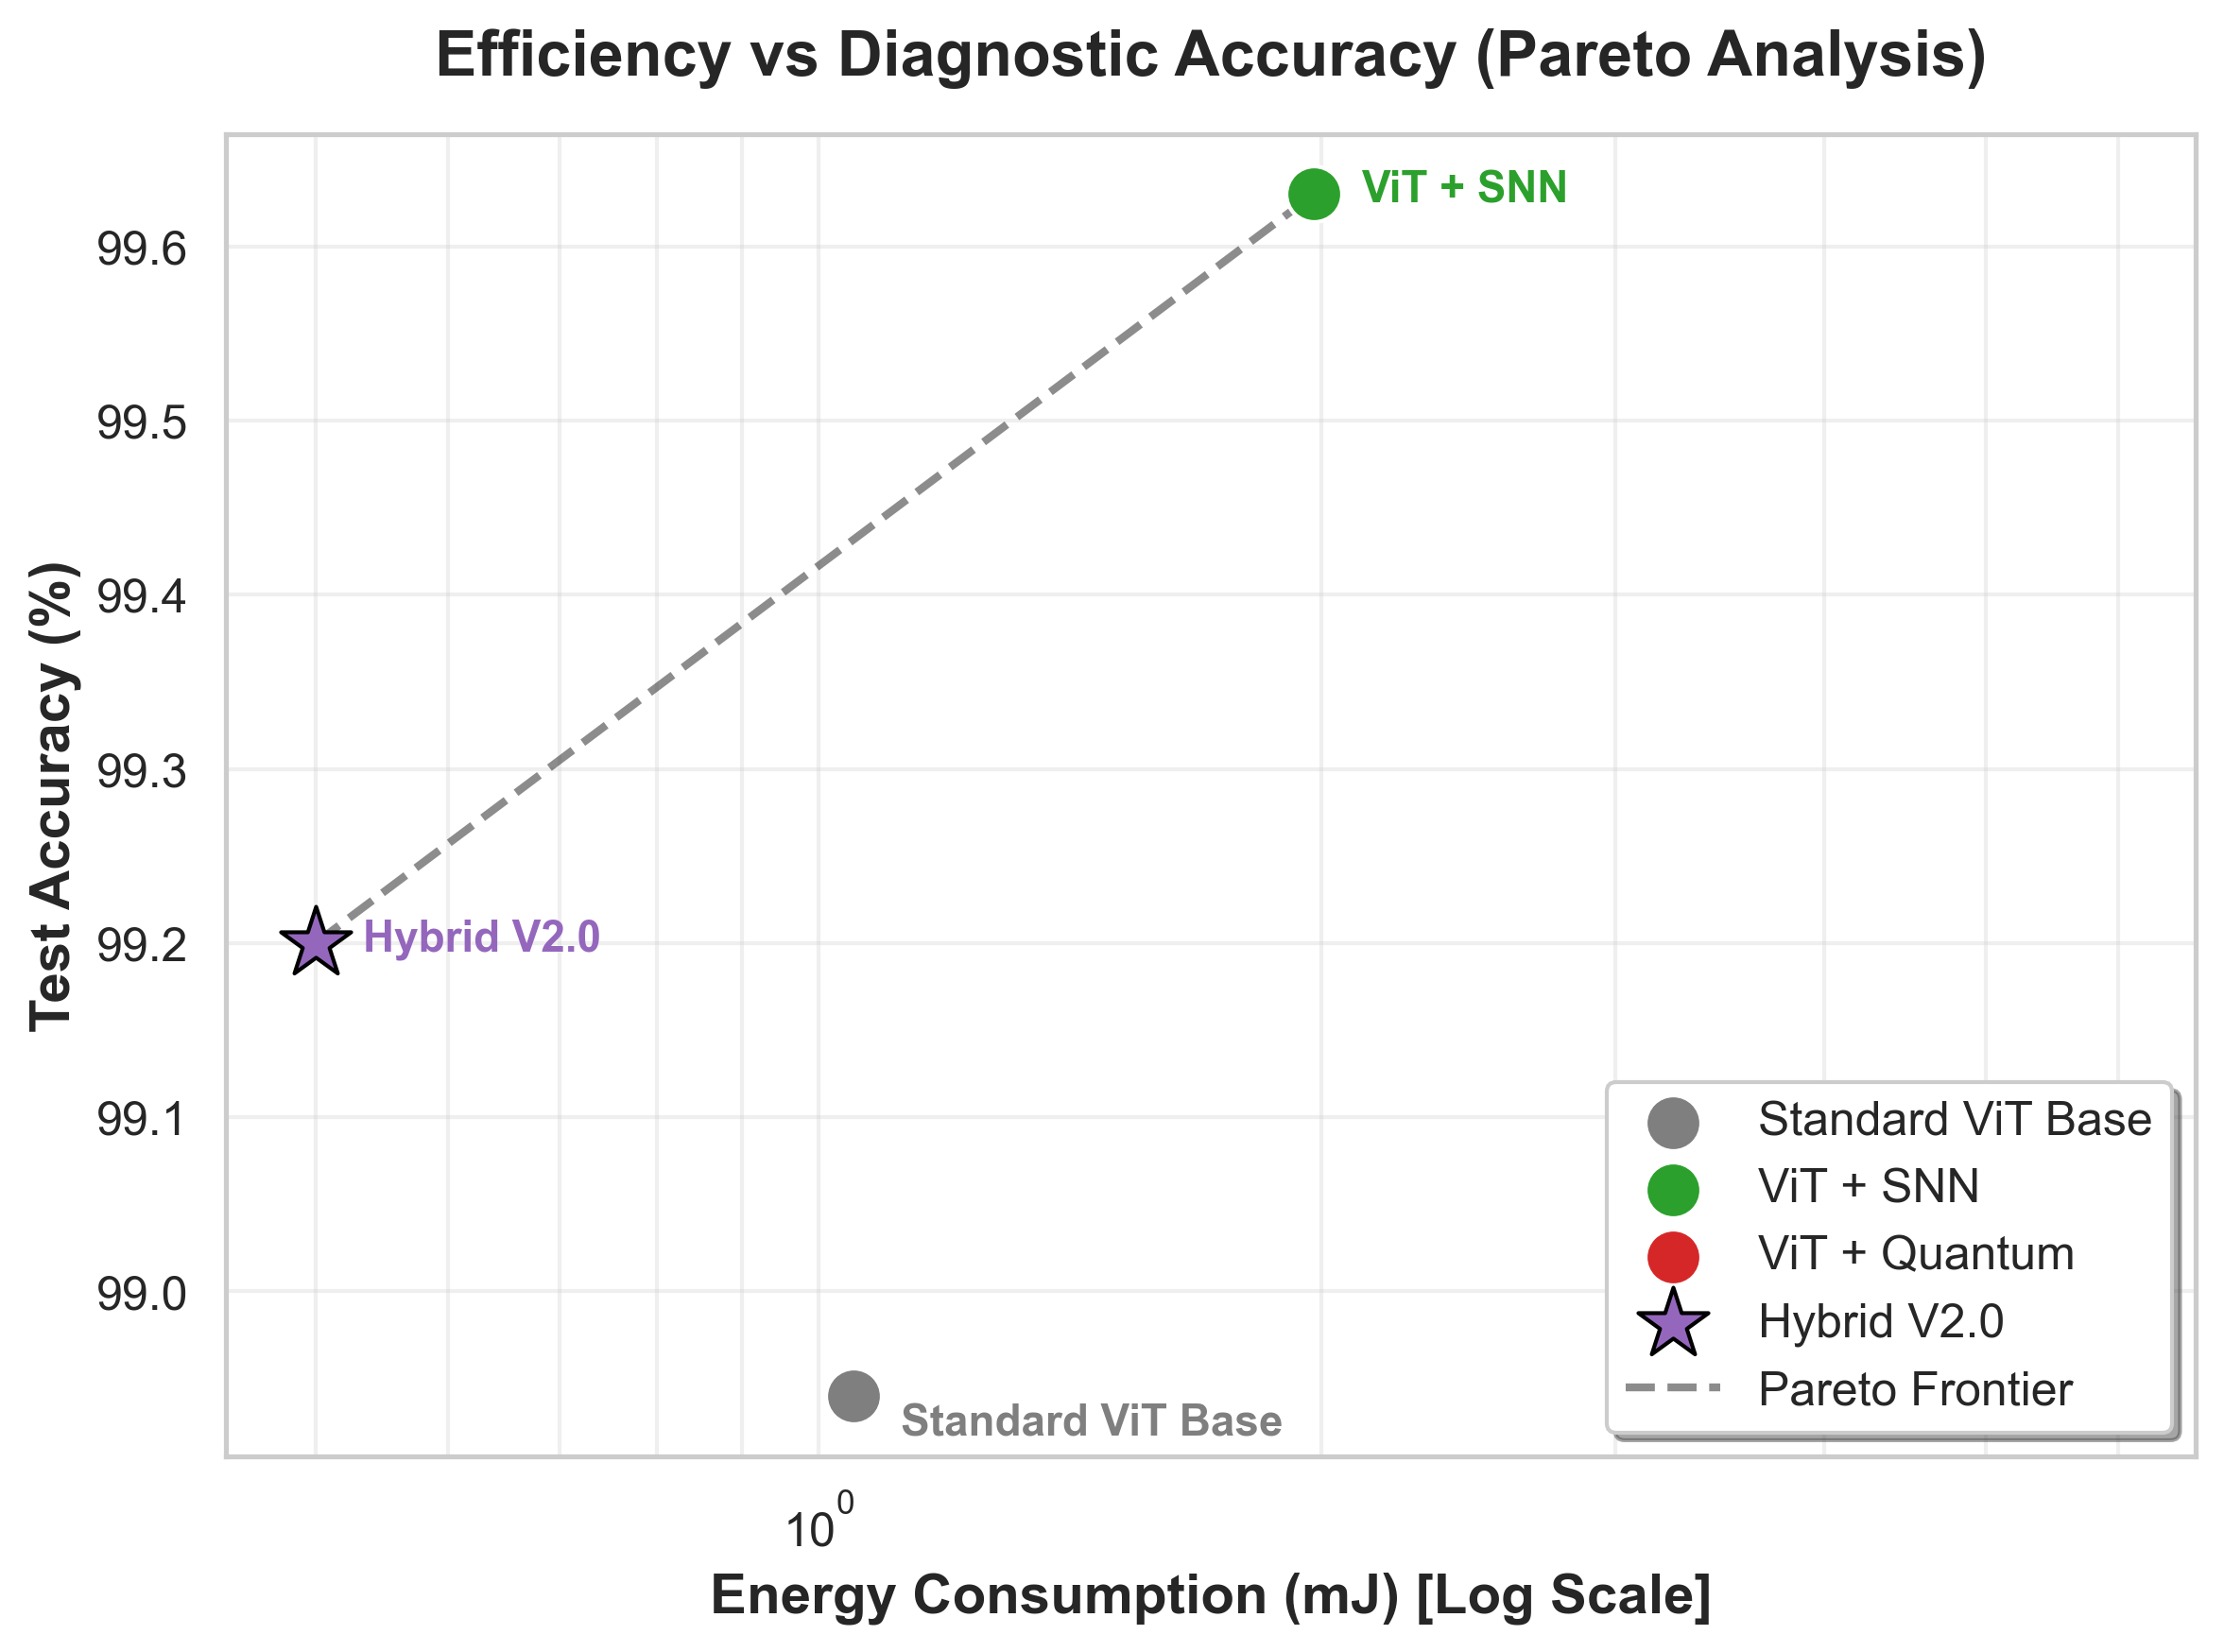 Efficiency vs Diagnostic Accuracy (Pareto Analysis)
Test Accuracy (%)
99.6
99.5
99.4
99.3
99.2
99.1
99.0
ViT + SNN
Hybrid V2.0
Standard ViT Base
Standard ViT Base
ViT + SNN
ViT + Quantum
Hybrid V2.0
Pareto Frontier
10⁰
Energy Consumption (mJ) [Log Scale]